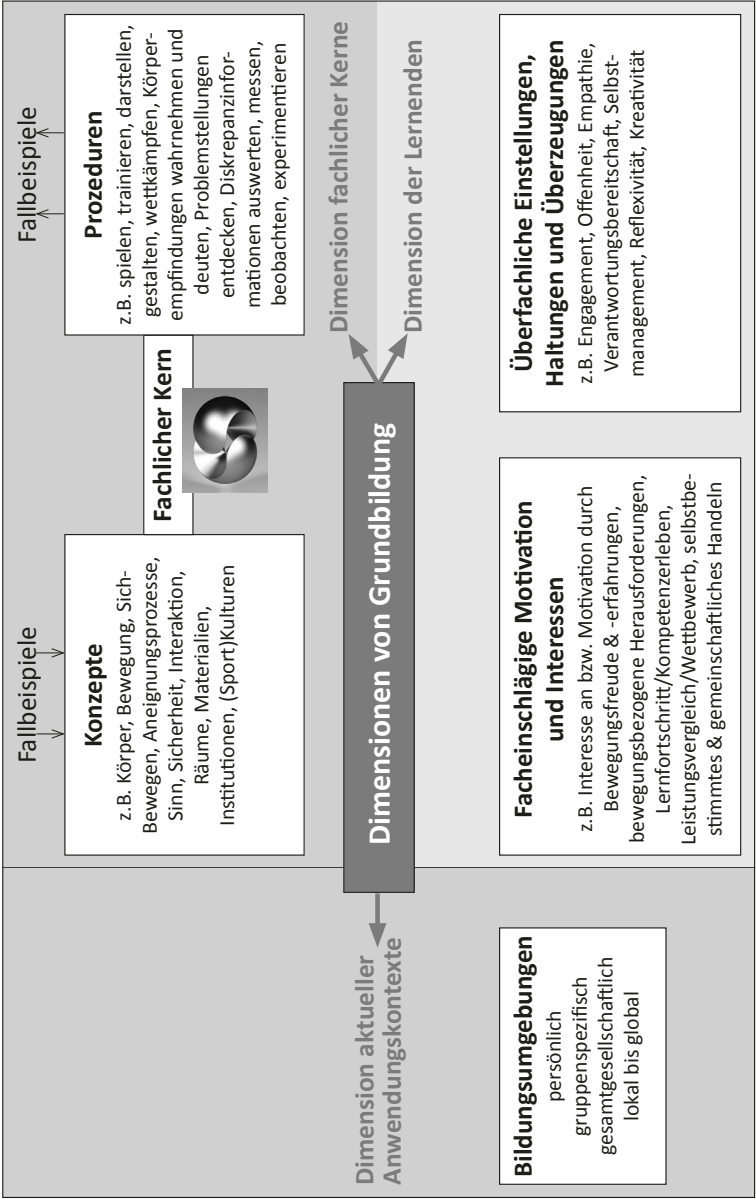 Fallbeispiele
Konzepte
z.B. Körper, Bewegung, Sich-
Bewegen, Aneignungsprozesse,
Sinn, Sicherheit, Interaktion,
Räume, Materialien,
Institutionen, (Sport)Kulturen
Fachlicher Kern
Fallbeispiele
Prozeduren
z.B. spielen, trainieren, darstellen,
gestalten, wettkämpfen, Körper-
empfindungen wahrnehmen und
deuten, Problemstellungen
entdecken, Diskrepanzinfor-
mationen auswerten, messen,
beobachten, experimentieren
Dimension aktueller
Anwendungskontexte
Dimensionen von Grundbildung
Dimension fachlicher Kerne
Dimension der Lernenden
Bildungsumgebungen
persönlich
gruppenspezifisch
gesamtgesellschaftlich
lokal bis global
Facheinschlägige Motivation
und Interessen
z.B. Interesse an bzw. Motivation durch
Bewegungsfreude & -erfahrungen,
bewegungsbezogene Herausforderungen,
Lernfortschritt/Kompetenzerleben,
Leistungsvergleich/Wettbewerb, selbstbe-
stimmtes & gemeinschaftliches Handeln
Überfachliche Einstellungen,
Haltungen und Überzeugungen
z.B. Engagement, Offenheit, Empathie,
Verantwortungsbereitschaft, Selbst-
management, Reflexivität, Kreativität